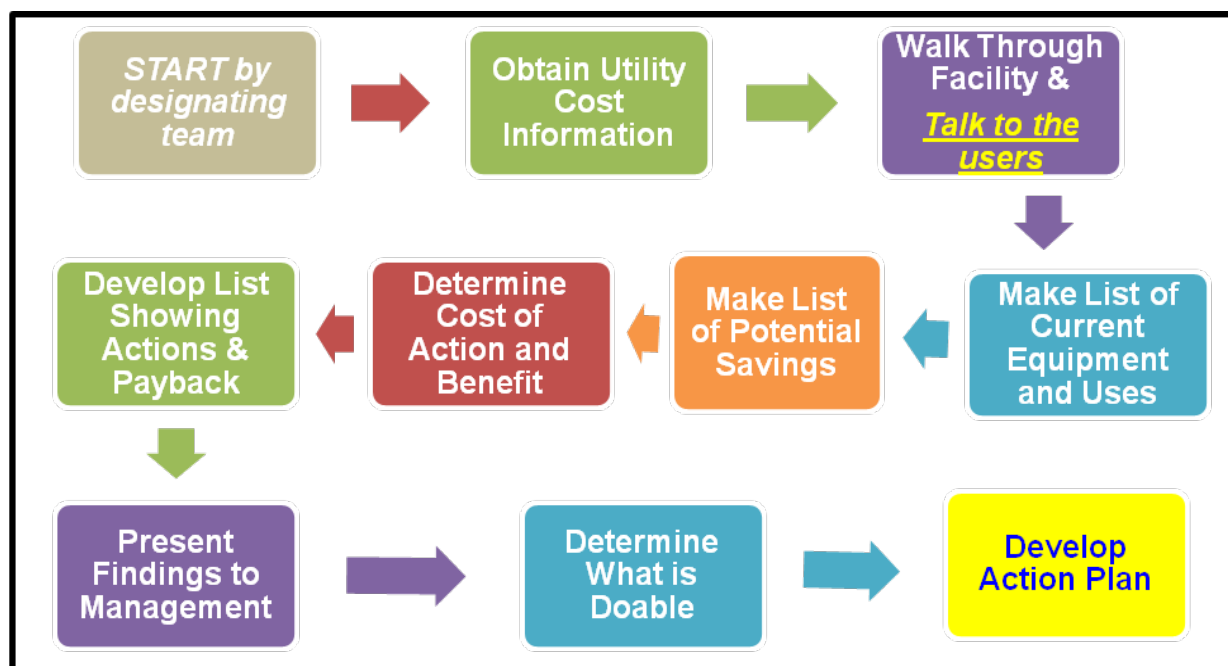 START by
designating
team
Obtain Utility
Cost
Information
Walk Through
Facility &
Talk to the
users
Develop List
Showing
Actions &
Payback
Determine
Cost of
Action and
Benefit
Make List
of Potential
Savings
Make List of
Current
Equipment
and Uses
Present
Findings to
Management
Determine
What is
Doable
Develop
Action Plan